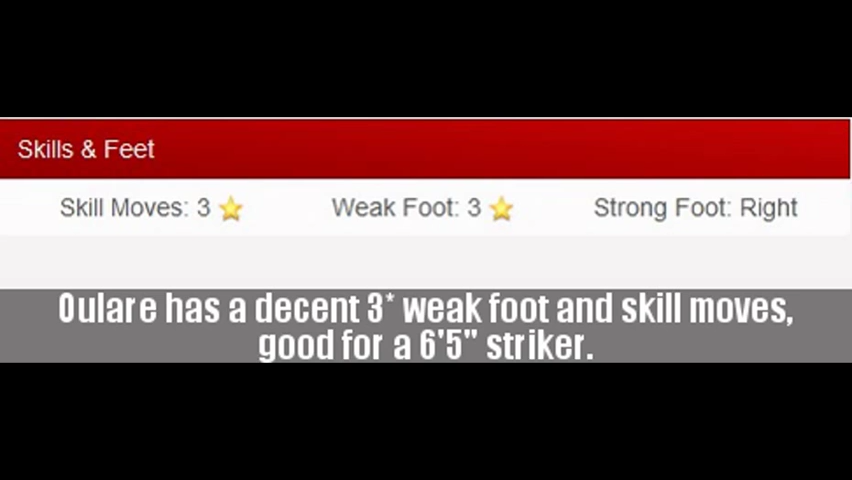 Skills & Feet
Skill Moves: 3 Weak Foot: 3 Strong Foot: Right
Oulare has a decent 3* weak foot and skill moves,
good for a 6'5" striker.